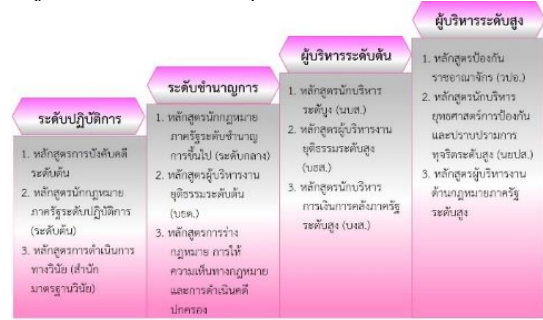 ระดับปฏิบัติการ
1. หลักสูตรการบังคับคดี
ระดับต้น
2. หลักสูตรนักกฎหมาย
ภาครัฐระดับปฏิบัติการ
(ระดับต้น)
3. หลักสูตรการดำเนินการ
ทางวินัย (สำนัก
มาตรฐานวินัย)
ระดับชำนาญการ
1. หลักสูตรนักกฎหมาย
ภาครัฐระดับชำนาญ
การขึ้นไป (ระดับกลาง)
2. หลักสูตรผู้บริหารงาน
ยุติธรรมระดับต้น
(บธต.)
3. หลักสูตรการร่าง
กฎหมาย การให้
ความเห็นทางกฎหมาย
และการดำเนินคดี
ปกครอง
ผู้บริหารระดับต้น
1. หลักสูตรนักบริหาร
ระดับูง (นบส.)
2. หลักสูตรผู้บริหารงาน
ยุติธรรมระดับสูง
(บธส.)
3. หลักสูตรนักบริหาร
การเงินการคลังภาครัฐ
ระดับสูง (บงส.)
ผู้บริหารระดับสูง
1. หลักสูตรป้องกัน
ราชอาณาจักร (วปอ.)
2. หลักสูตรนักบริหาร
ยุทธศาสตร์การป้องกัน
และปราบปรามการ
ทุจริตระดับสูง (นยปส.)
3. หลักสูตรผู้บริหารงาน
ด้านกฎหมายภาครัฐ
ระดับสูง